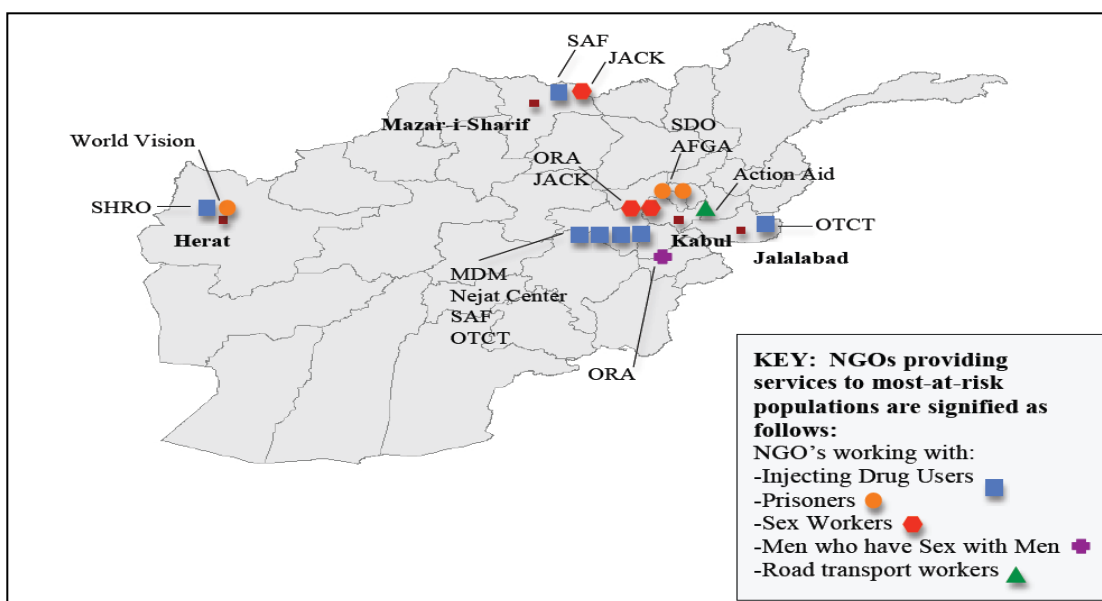 SAF
JACK
Mazar-i-Sharif
World Vision
SHRO
Herat
SDO
AFGA
ORA
JACK
Action Aid
Kabul
OTCT
Jalalabad
MDM
Nejat Center
SAF
OTCT
ORA
KEY: NGOs providing
services to most-at-risk
populations are signified as
follows:
NGO's working with:
-Injecting Drug Users
-Prisoners
-Sex Workers
-Men who have Sex with Men
-Road transport workers